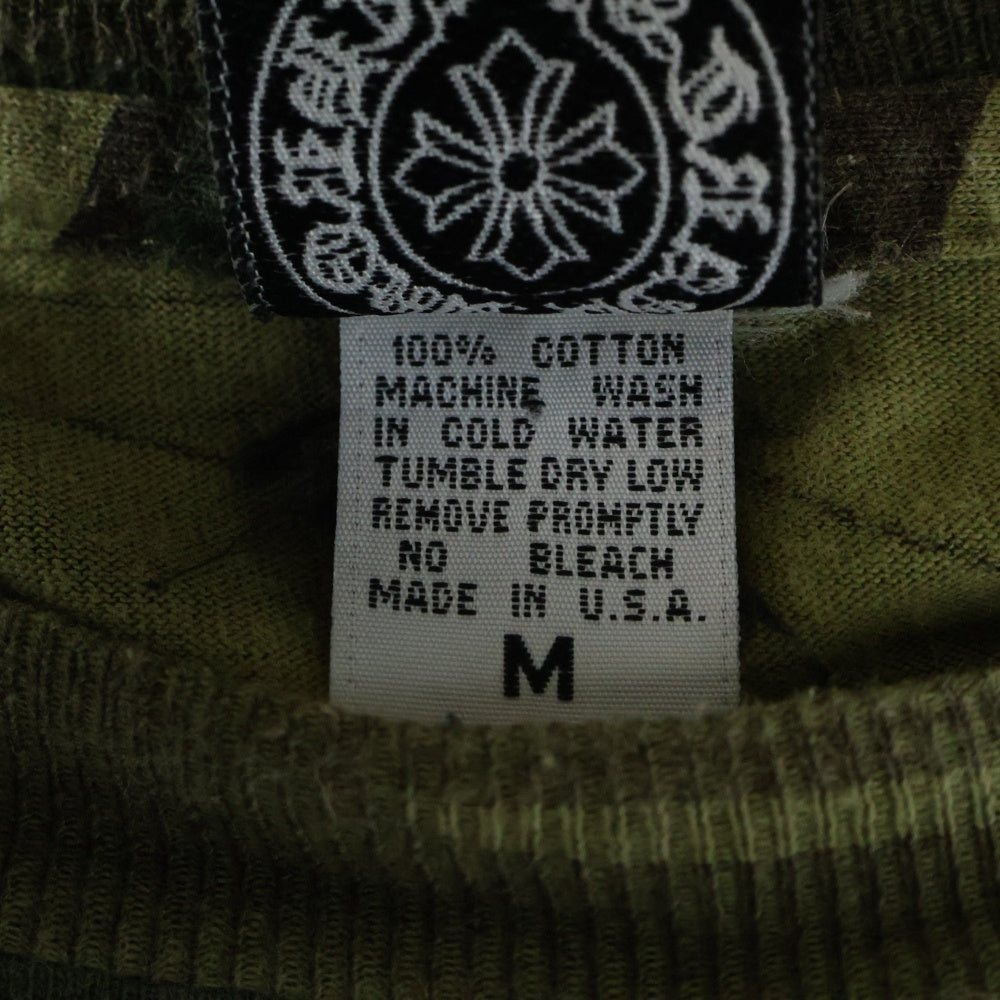 100% COTTON
MACHINE WASH
IN COLD WATER
TUMBLE DRY LOW
REMOVE PROMPTLY
NO BLEACH
MADE IN U.S.A.
M